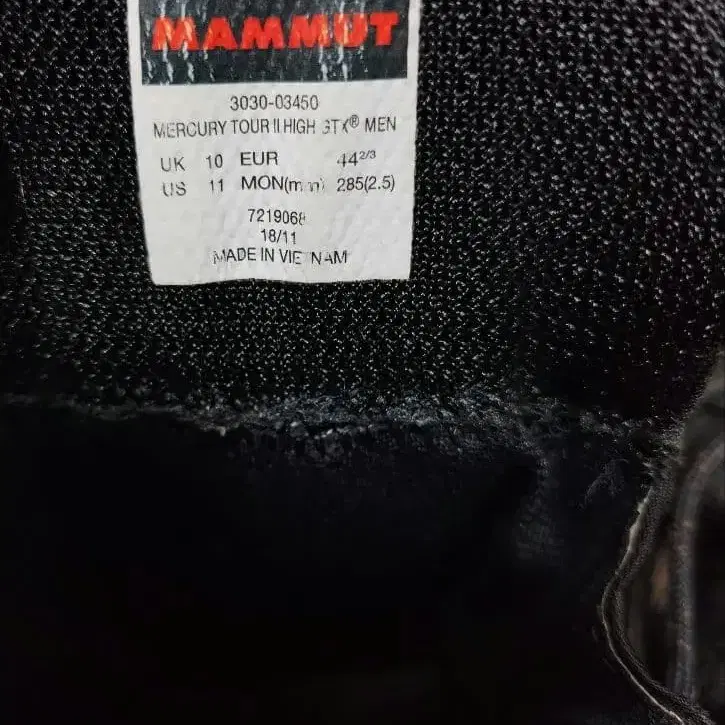 MAMMUT
3030-03450
MERCURY TOUR II HIGH GTX® MEN
UK 10 EUR 44 2/3
US 11 MON(mm) 285(2.5)
7219068
18/11
MADE IN VIETNAM